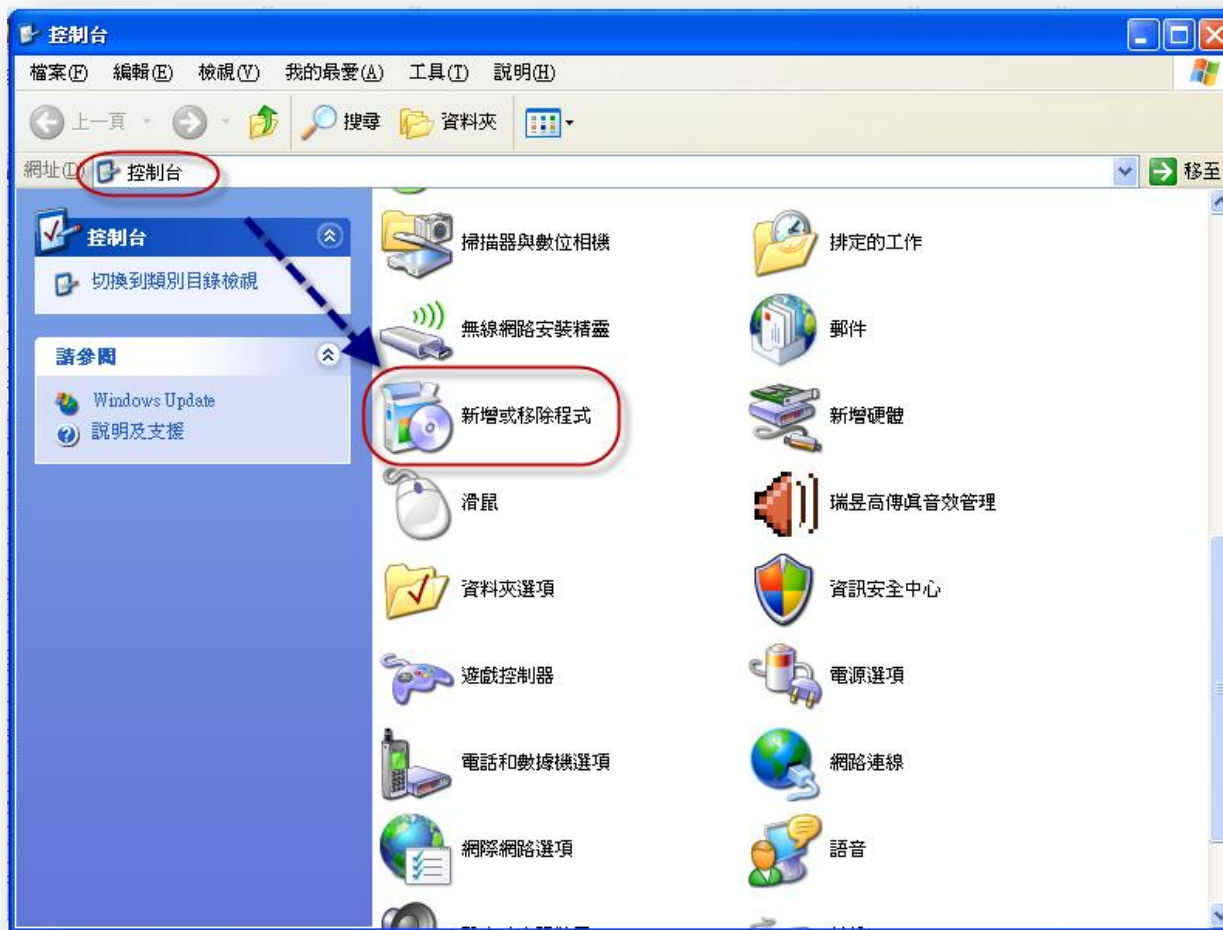 控制台
檔案(F) 編輯(E) 檢視(V) 我的最愛(A) 工具(T) 說明(H)
上一頁 搜尋 資料夾
網址(D) 控制台 移至
控制台
切換到類別目錄檢視
請參閱
Windows Update
說明及支援
掃描器與數位相機 排定的工作
無線網路安裝精靈 郵件
新增或移除程式 新增硬體
滑鼠 瑞昱高傳真音效管理
資料夾選項 資訊安全中心
遊戲控制器 電源選項
電話和數據機選項 網路連線
網際網路選項 語音